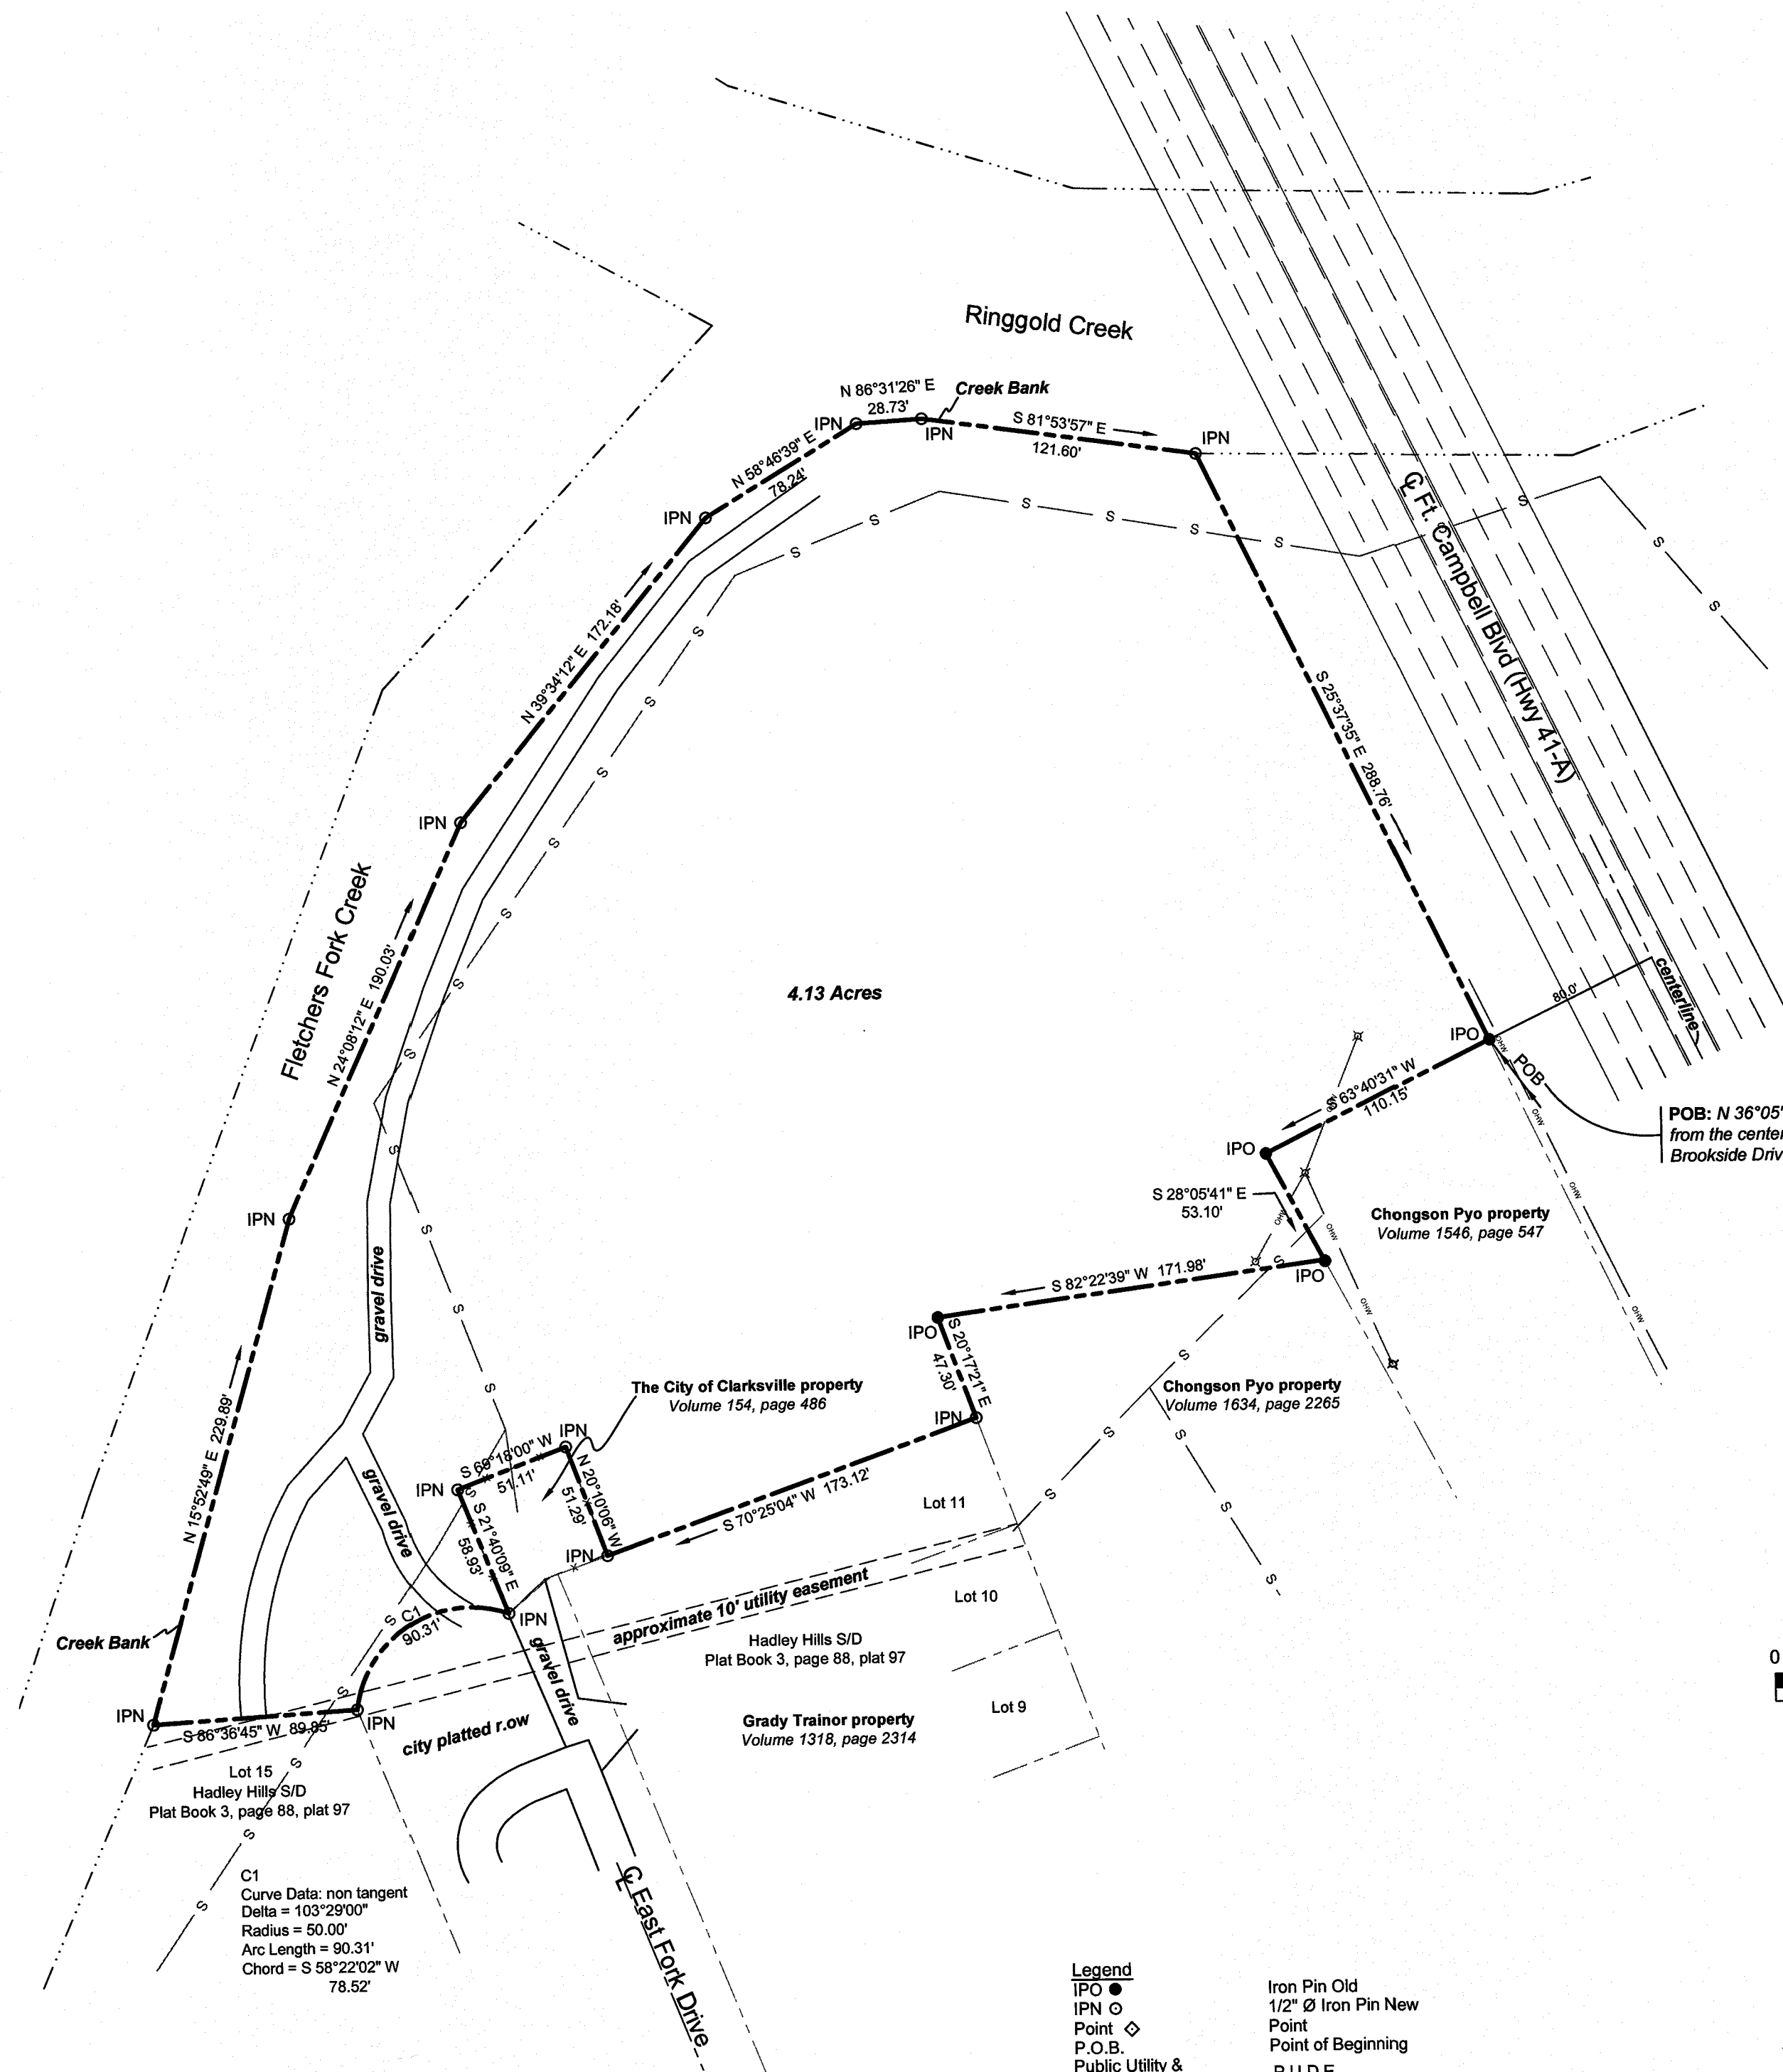 Ringgold Creek
N 86°31'26" E
28.73'
Creek Bank
IPN
IPN
S 81°53'57" E
121.60'
IPN
N 58°46'39" E
78.24'
IPN
℄ Ft. Campbell Blvd (Hwy 41-A)
S
S
S
S
S
S
S
S
S
N 39°34'12" E 172.18'
S
S
S
S
S
S 25°37'35" E 288.76'
IPN
S
Fletchers Fork Creek
N 24°08'12" E 190.03'
S
4.13 Acres
centerline
80.0'
IPO
OHW
POB
S
S 63°40'31" W
110.15'
POB: N 36°05'
from the center
Brookside Driv
OHW
S
IPO
S 28°05'41" E
53.10'
OHW
OHW
OHW
Chongson Pyo property
Volume 1546, page 547
IPN
S
gravel drive
S 82°22'39" W 171.98'
S
IPO
OHW
OHW
S
IPO
S 20°17'21" E
47.30'
S
The City of Clarksville property
Volume 154, page 486
S
Chongson Pyo property
Volume 1634, page 2265
IPN
N 15°52'49" E 229.89'
IPN
S 69°18'00" W
51.11'
S
S
IPN
S
N 20°10'06" W
51.29'
S 70°25'04" W 173.12'
Lot 11
S
S
gravel drive
S 21°40'09" E
58.93'
IPN
S
approximate 10' utility easement
Lot 10
C1
90.31'
S
IPN
Creek Bank
gravel drive
Hadley Hills S/D
Plat Book 3, page 88, plat 97
S
Lot 9
IPN
S 86°36'45" W 89.85'
IPN
city platted r.ow
Grady Trainor property
Volume 1318, page 2314
0
Lot 15
Hadley Hills S/D
Plat Book 3, page 88, plat 97
S
S
S
C1
Curve Data: non tangent
Delta = 103°29'00"
Radius = 50.00'
Arc Length = 90.31'
Chord = S 58°22'02" W
78.52'
℄ East Fork Drive
Legend
IPO Iron Pin Old
IPN 1/2" Ø Iron Pin New
Point Point
P.O.B. Point of Beginning
Public Utility & P.U.D.E.